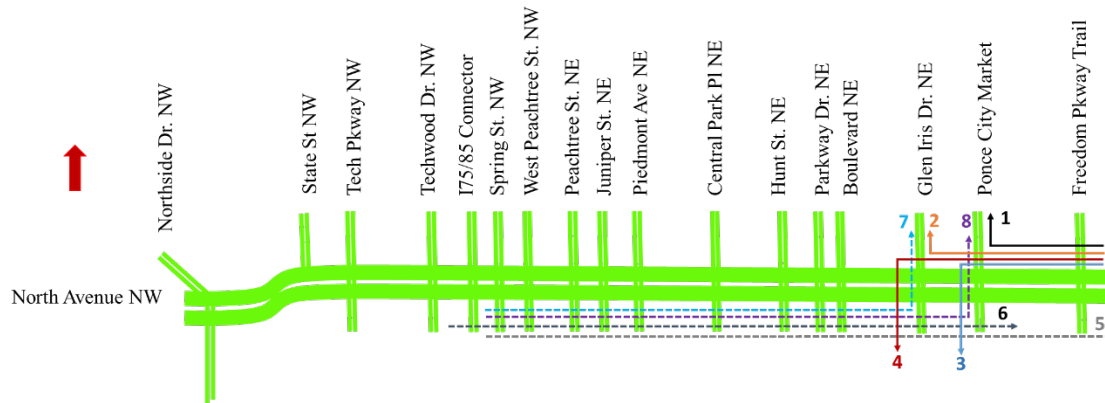 Northside Dr. NW
State St NW
Tech Pkway NW
Techwood Dr. NW
I75/85 Connector
Spring St. NW
West Peachtree St. NW
Peachtree St. NE
Juniper St. NE
Piedmont Ave NE
Central Park Pl NE
Hunt St. NE
Parkway Dr. NE
Boulevard NE
Glen Iris Dr. NE
Ponce City Market
Freedom Pkway Trail
7 2 8 1
North Avenue NW
6 5
4 3